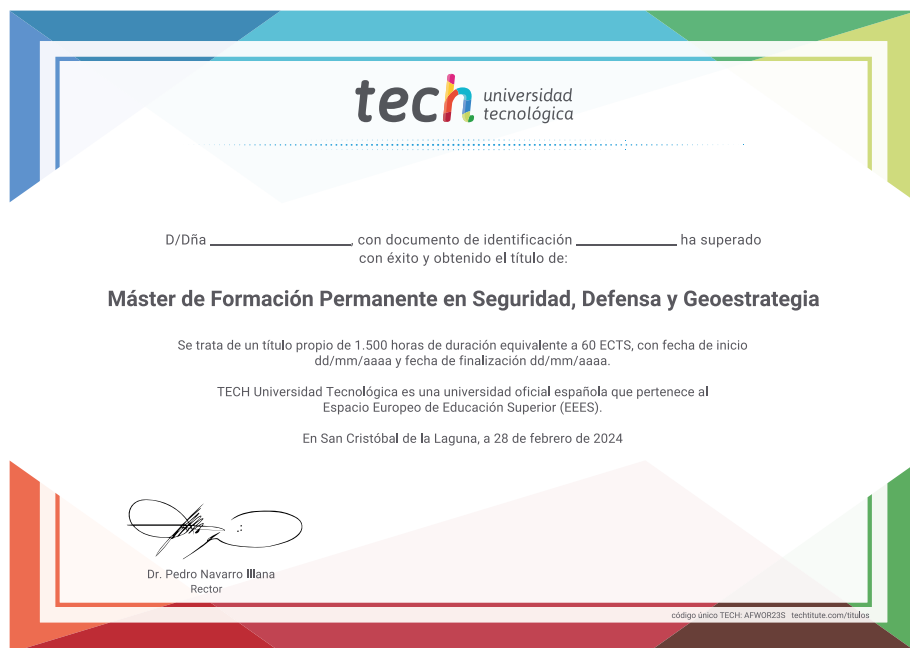 tech universidad
tecnológica
D/Dña ______________, con documento de identificación __________ ha superado
con éxito y obtenido el título de:
Máster de Formación Permanente en Seguridad, Defensa y Geoestrategia
Se trata de un título propio de 1.500 horas de duración equivalente a 60 ECTS, con fecha de inicio
dd/mm/aaaa y fecha de finalización dd/mm/aaaa.
TECH Universidad Tecnológica es una universidad oficial española que pertenece al
Espacio Europeo de Educación Superior (EEES).
En San Cristóbal de la Laguna, a 28 de febrero de 2024
Dr. Pedro Navarro Illana
Rector
código único TECH: AFWOR23S techtitute.com/titulos